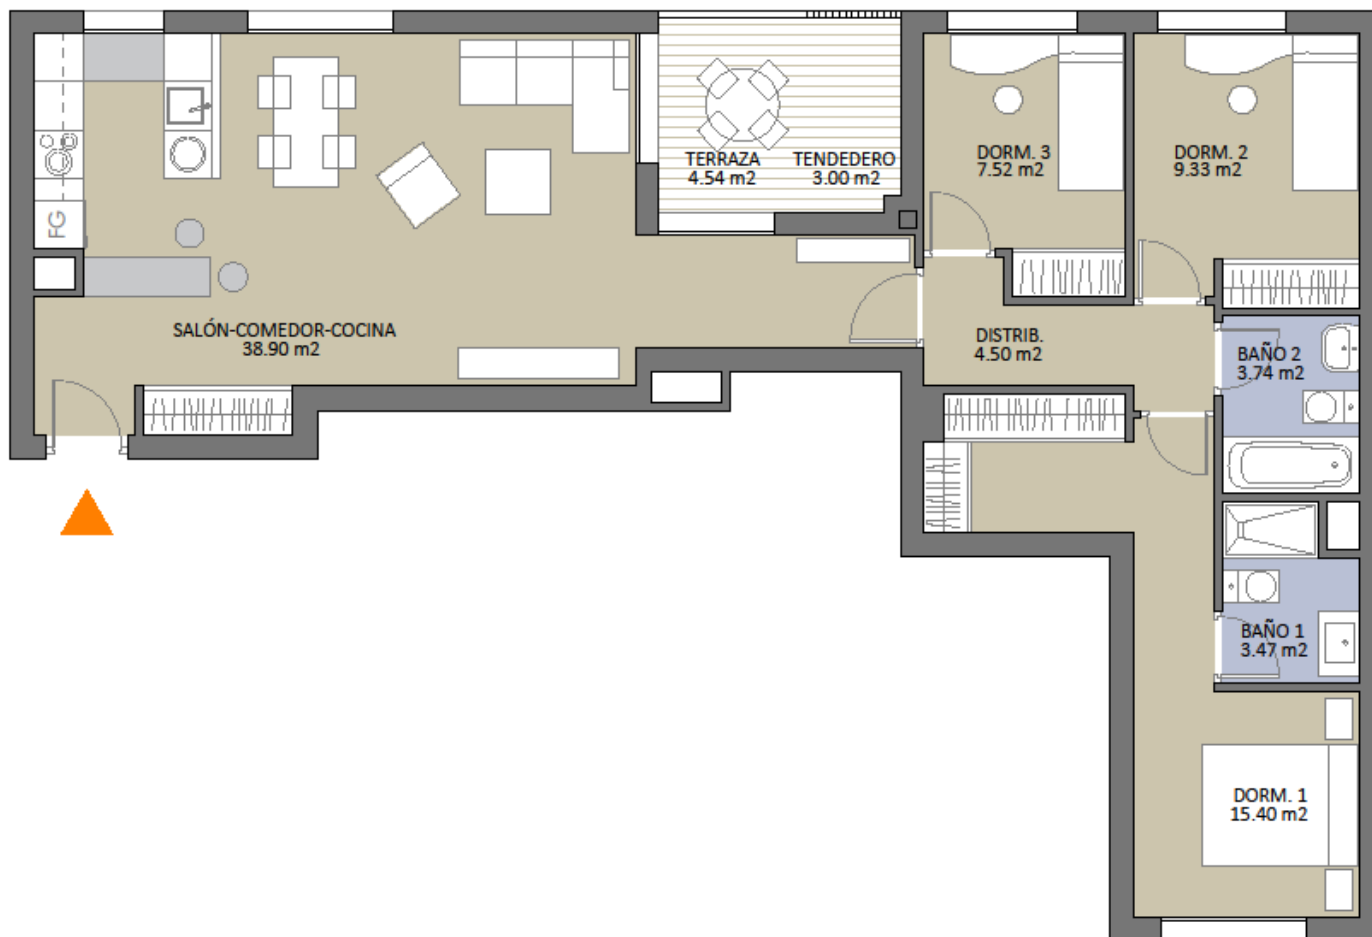 TERRAZA
4.54 m2
TENDEDERO
3.00 m2
DORM. 3
7.52 m2
DORM. 2
9.33 m2
FG
SALÓN-COMEDOR-COCINA
38.90 m2
DISTRIB.
4.50 m2
BAÑO 2
3.74 m2
BAÑO 1
3.47 m2
DORM. 1
15.40 m2